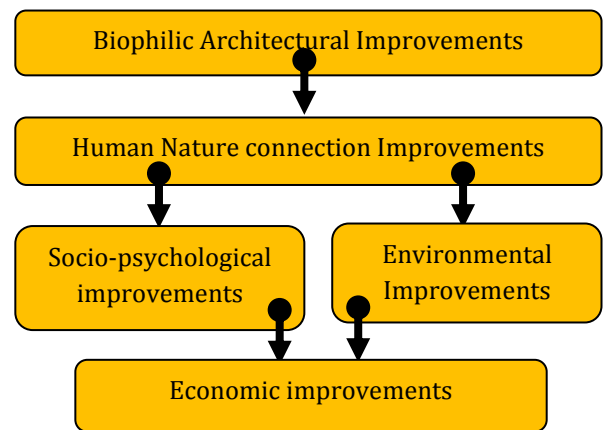 Biophilic Architectural Improvements
Human Nature connection Improvements
Socio-psychological
improvements
Environmental
Improvements
Economic improvements